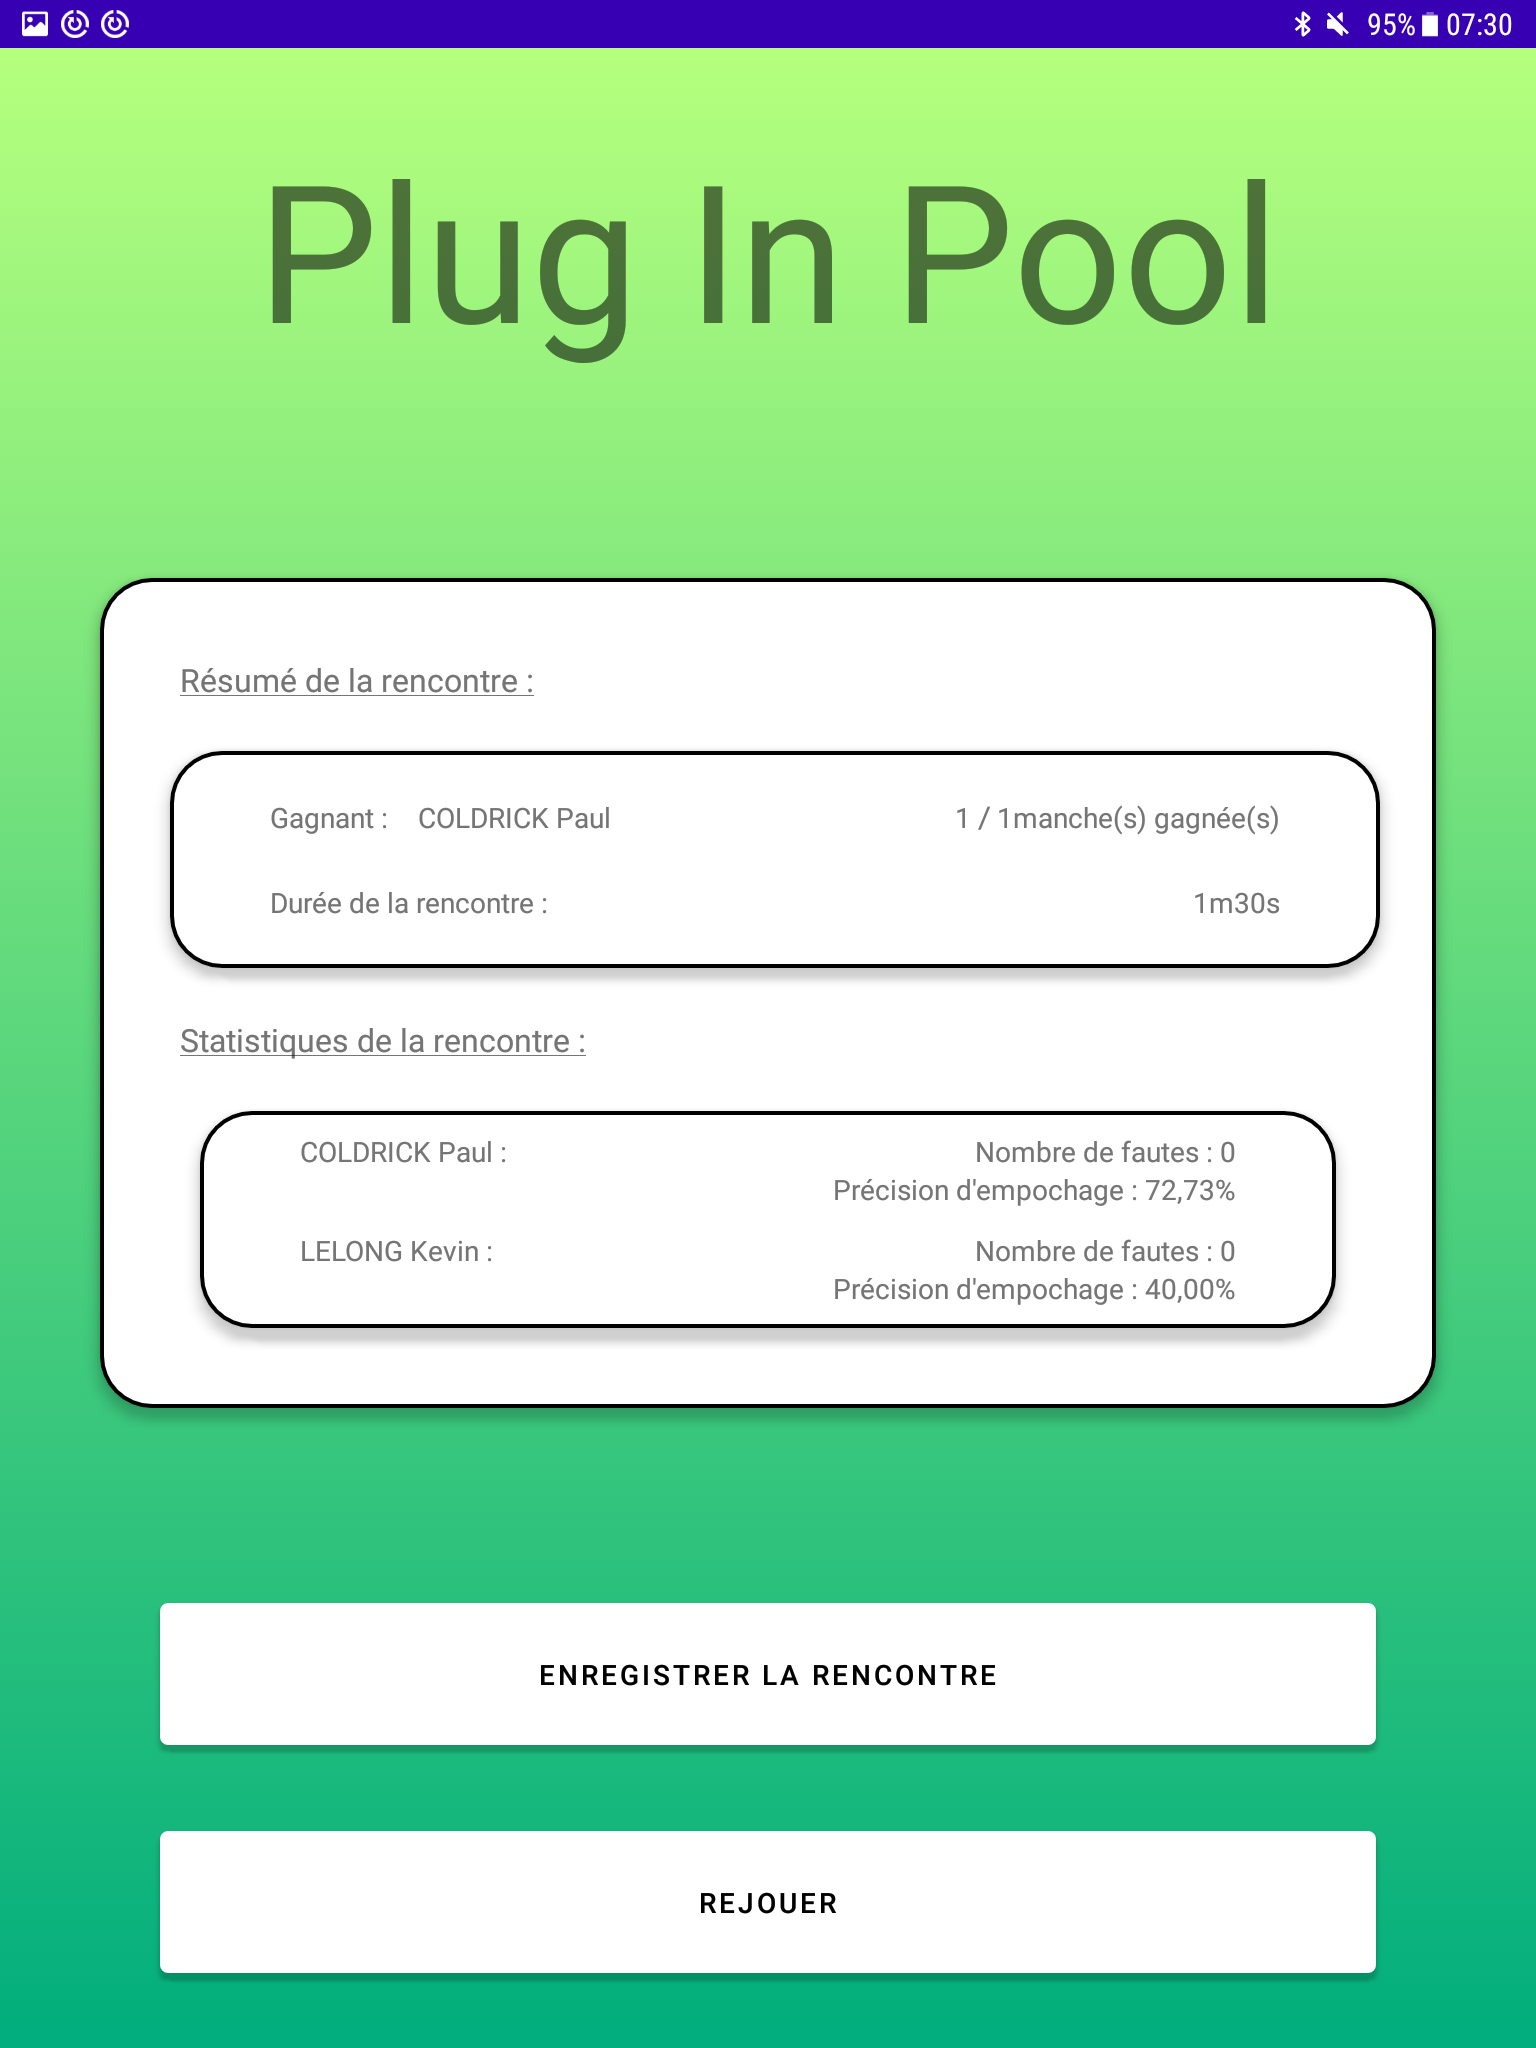 95% 07:30
Plug In Pool
Résumé de la rencontre :
Gagnant : COLDRICK Paul 1 / 1manche(s) gagnée(s)
Durée de la rencontre : 1m30s
Statistiques de la rencontre :
COLDRICK Paul : Nombre de fautes : 0
Précision d'empochage : 72,73%
LELONG Kevin : Nombre de fautes : 0
Précision d'empochage : 40,00%
ENREGISTRER LA RENCONTRE
REJOUER